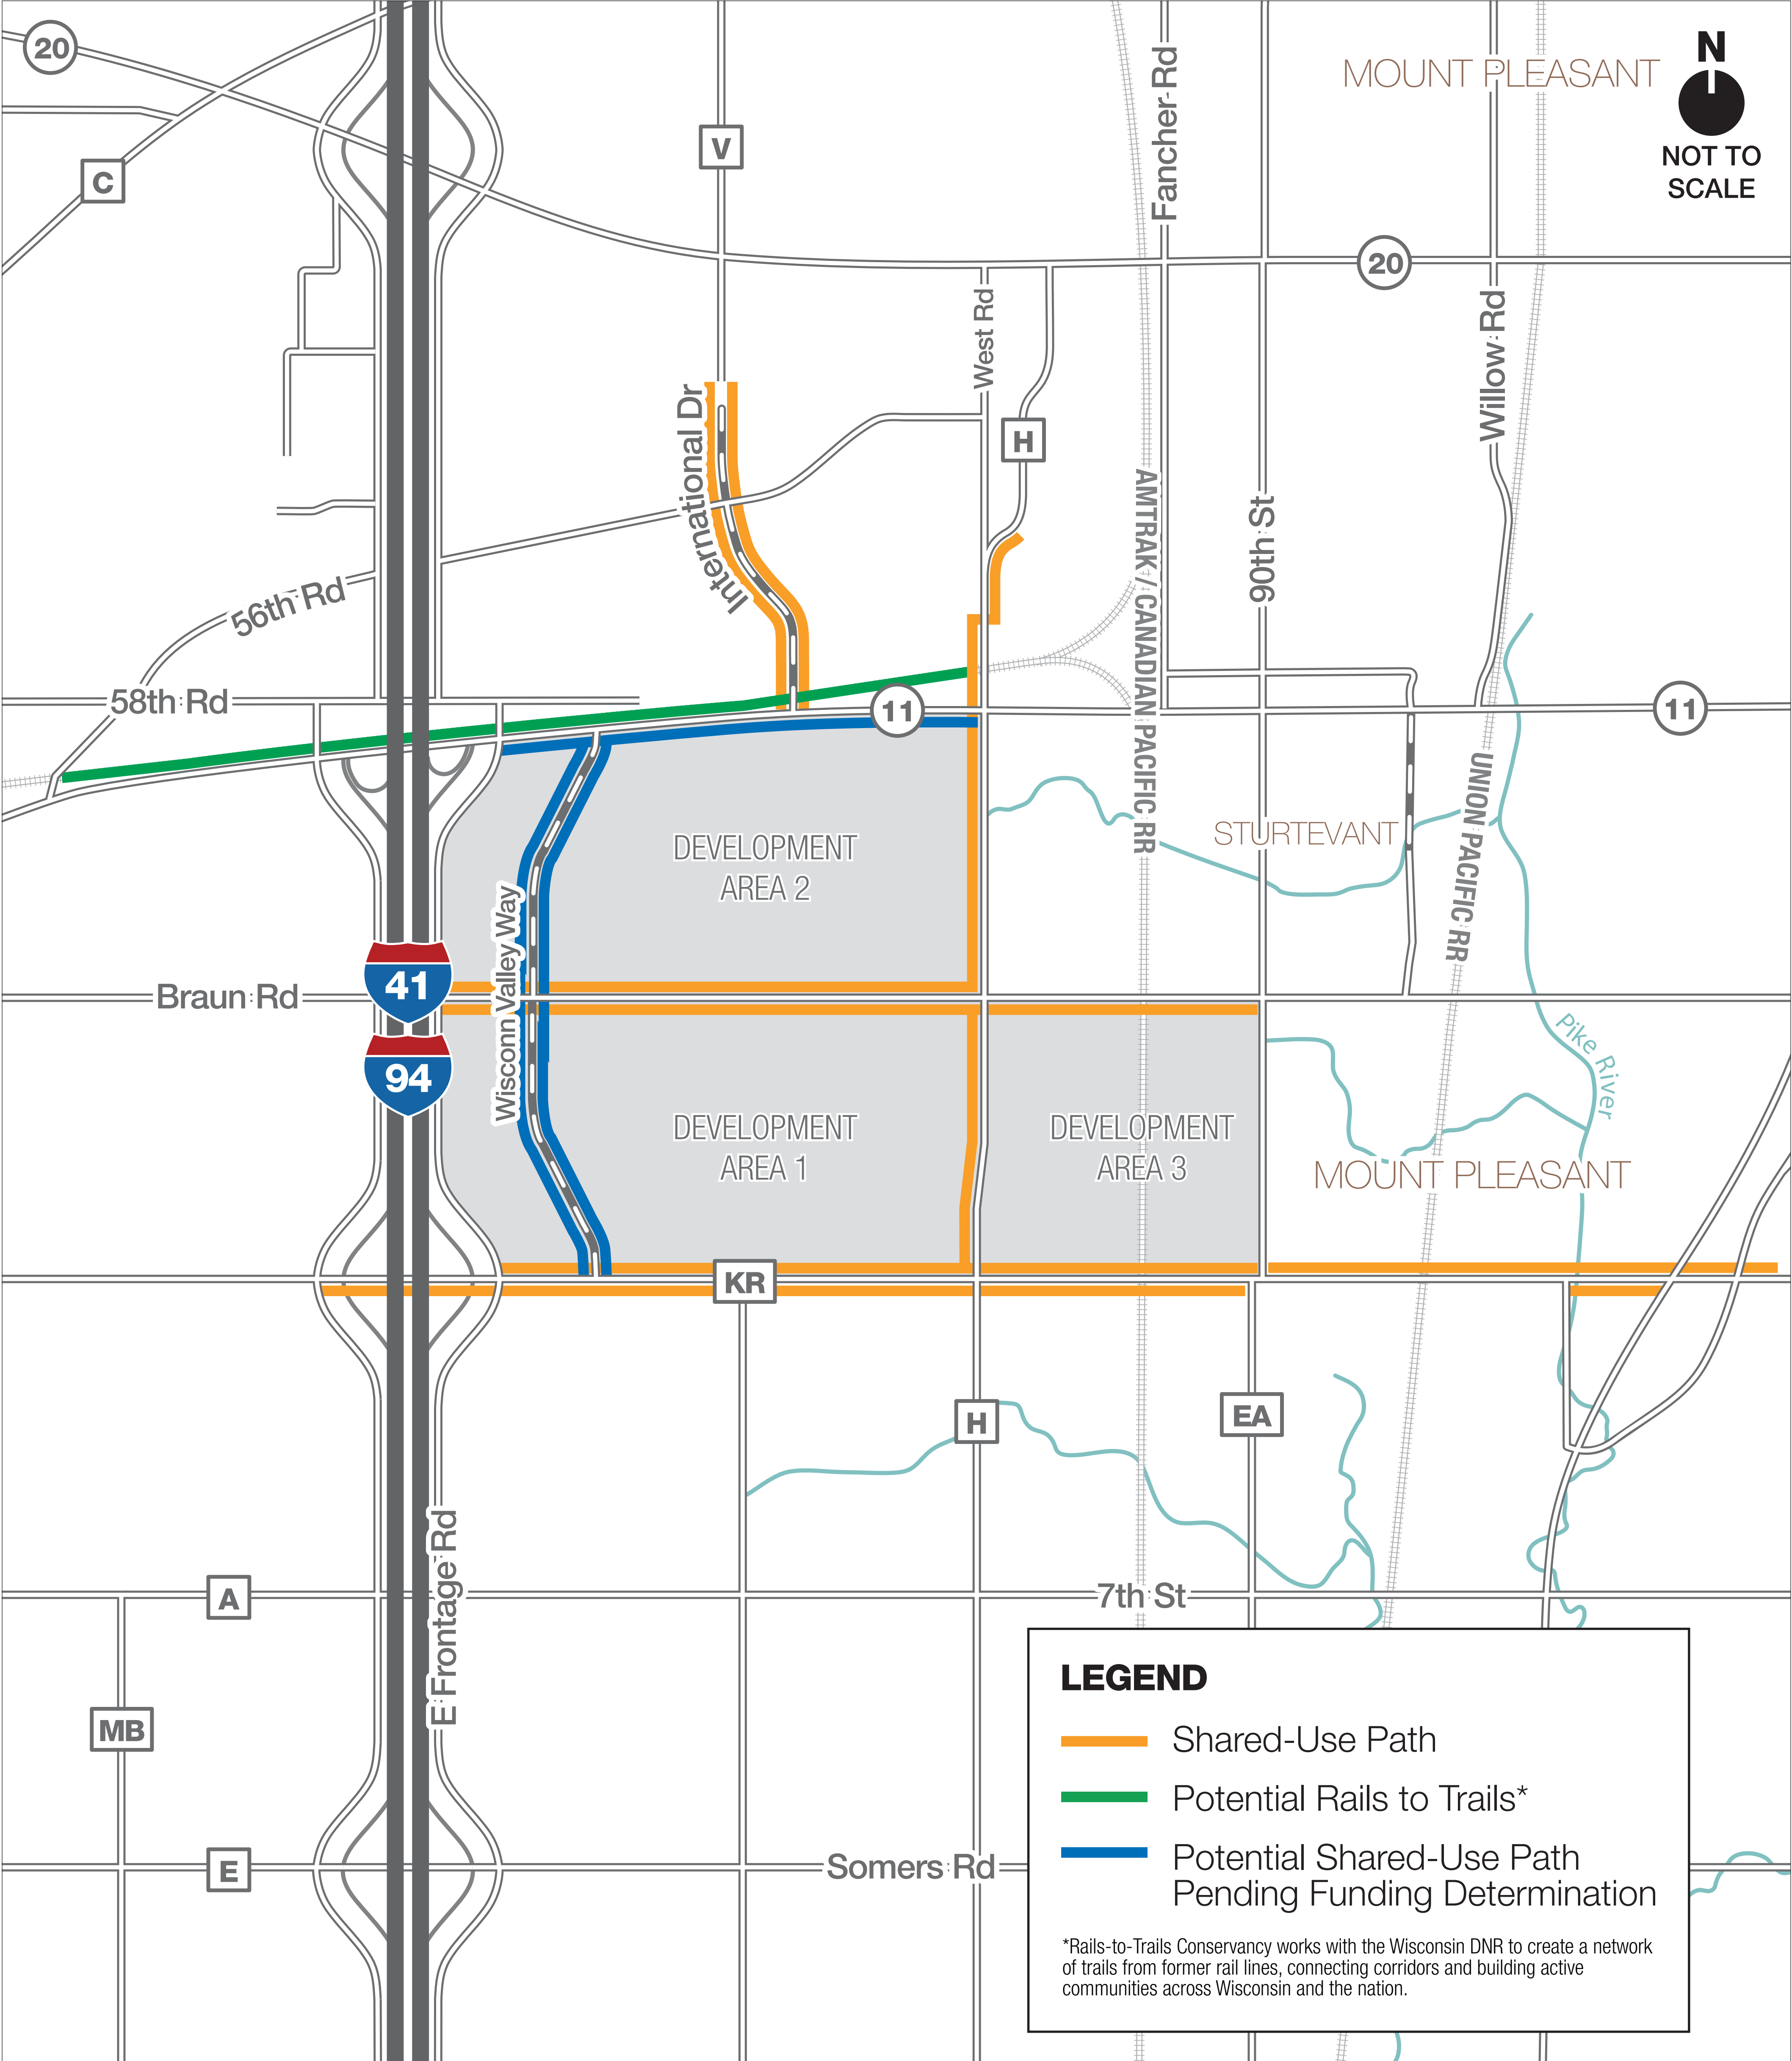 20
N
NOT TO
SCALE
MOUNT PLEASANT
Fancher Rd
V
C
20
West Rd
Willow Rd
International Dr
H
AMTRAK / CANADIAN PACIFIC RR
90th St
56th Rd
58th Rd
11
11
UNION PACIFIC RR
DEVELOPMENT
AREA 2
STURTEVANT
Wisconn Valley Way
41
Braun Rd
94
Pike River
DEVELOPMENT
AREA 1
DEVELOPMENT
AREA 3
MOUNT PLEASANT
KR
H
EA
E Frontage Rd
A
7th St
MB
E
Somers Rd
LEGEND
Shared-Use Path
Potential Rails to Trails*
Potential Shared-Use Path
Pending Funding Determination
*Rails-to-Trails Conservancy works with the Wisconsin DNR to create a network
of trails from former rail lines, connecting corridors and building active
communities across Wisconsin and the nation.